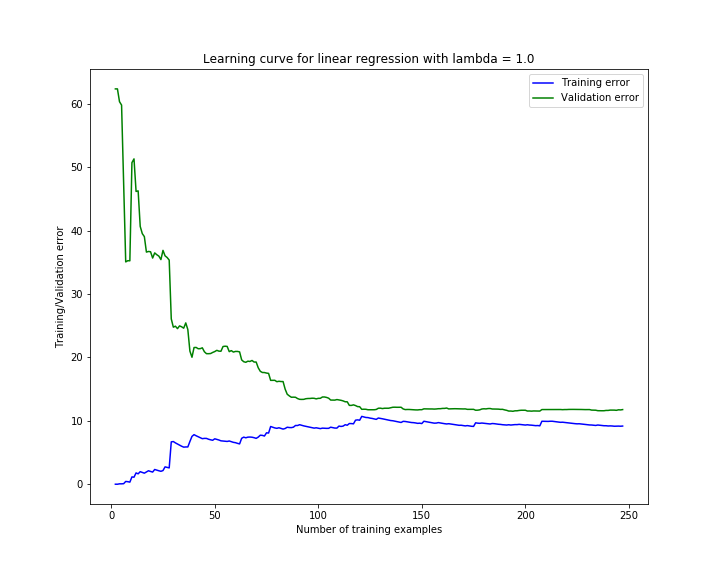 Learning curve for linear regression with lambda = 1.0
Training error
Validation error
Training/Validation error
60
50
40
30
20
10
0
0 50 100 150 200 250
Number of training examples